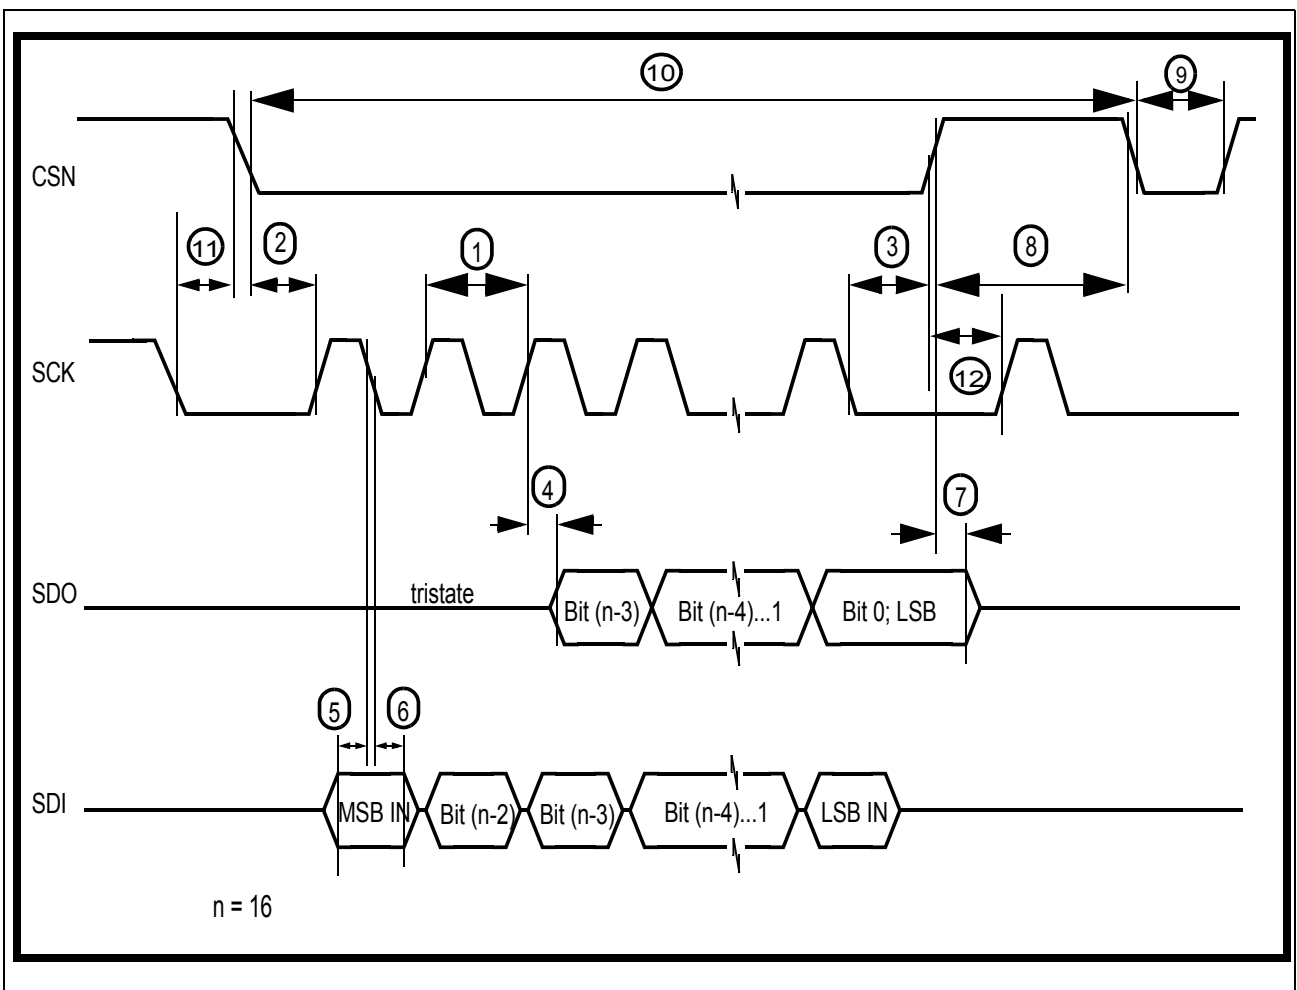 10
9
CSN
11
2
1
3
8
SCK
12
4
7
SDO
tristate
Bit (n-3)
Bit (n-4)...1
Bit 0; LSB
5
6
SDI
MSB IN
Bit (n-2)
Bit (n-3)
Bit (n-4)...1
LSB IN
n = 16